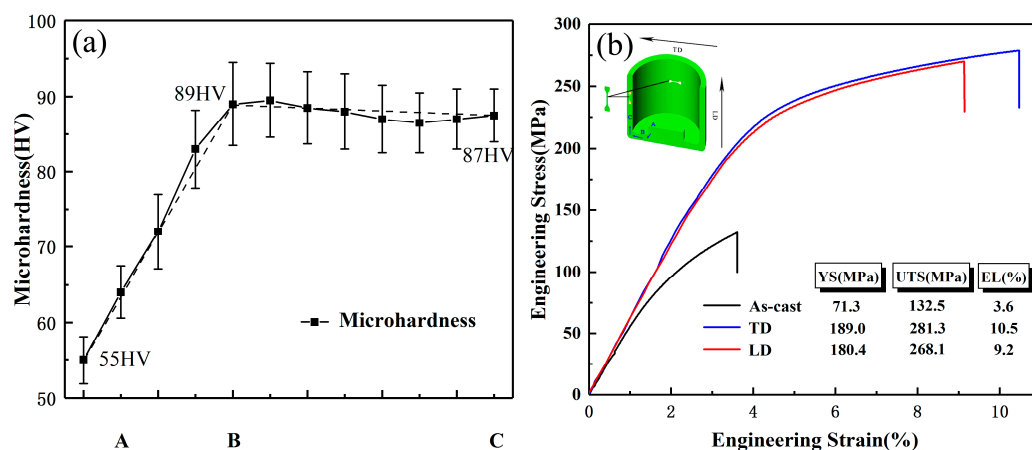 (a)
Microhardness(HV)
100
90
80
70
60
50
55HV
89HV
87HV
Microhardness
A B C
(b)
Engineering Stress(MPa)
300
250
200
150
100
50
0
TD
LD
C
B
A
YS(MPa) UTS(MPa) EL(%)
As-cast 71.3 132.5 3.6
TD 189.0 281.3 10.5
LD 180.4 268.1 9.2
0 2 4 6 8 10
Engineering Strain(%)